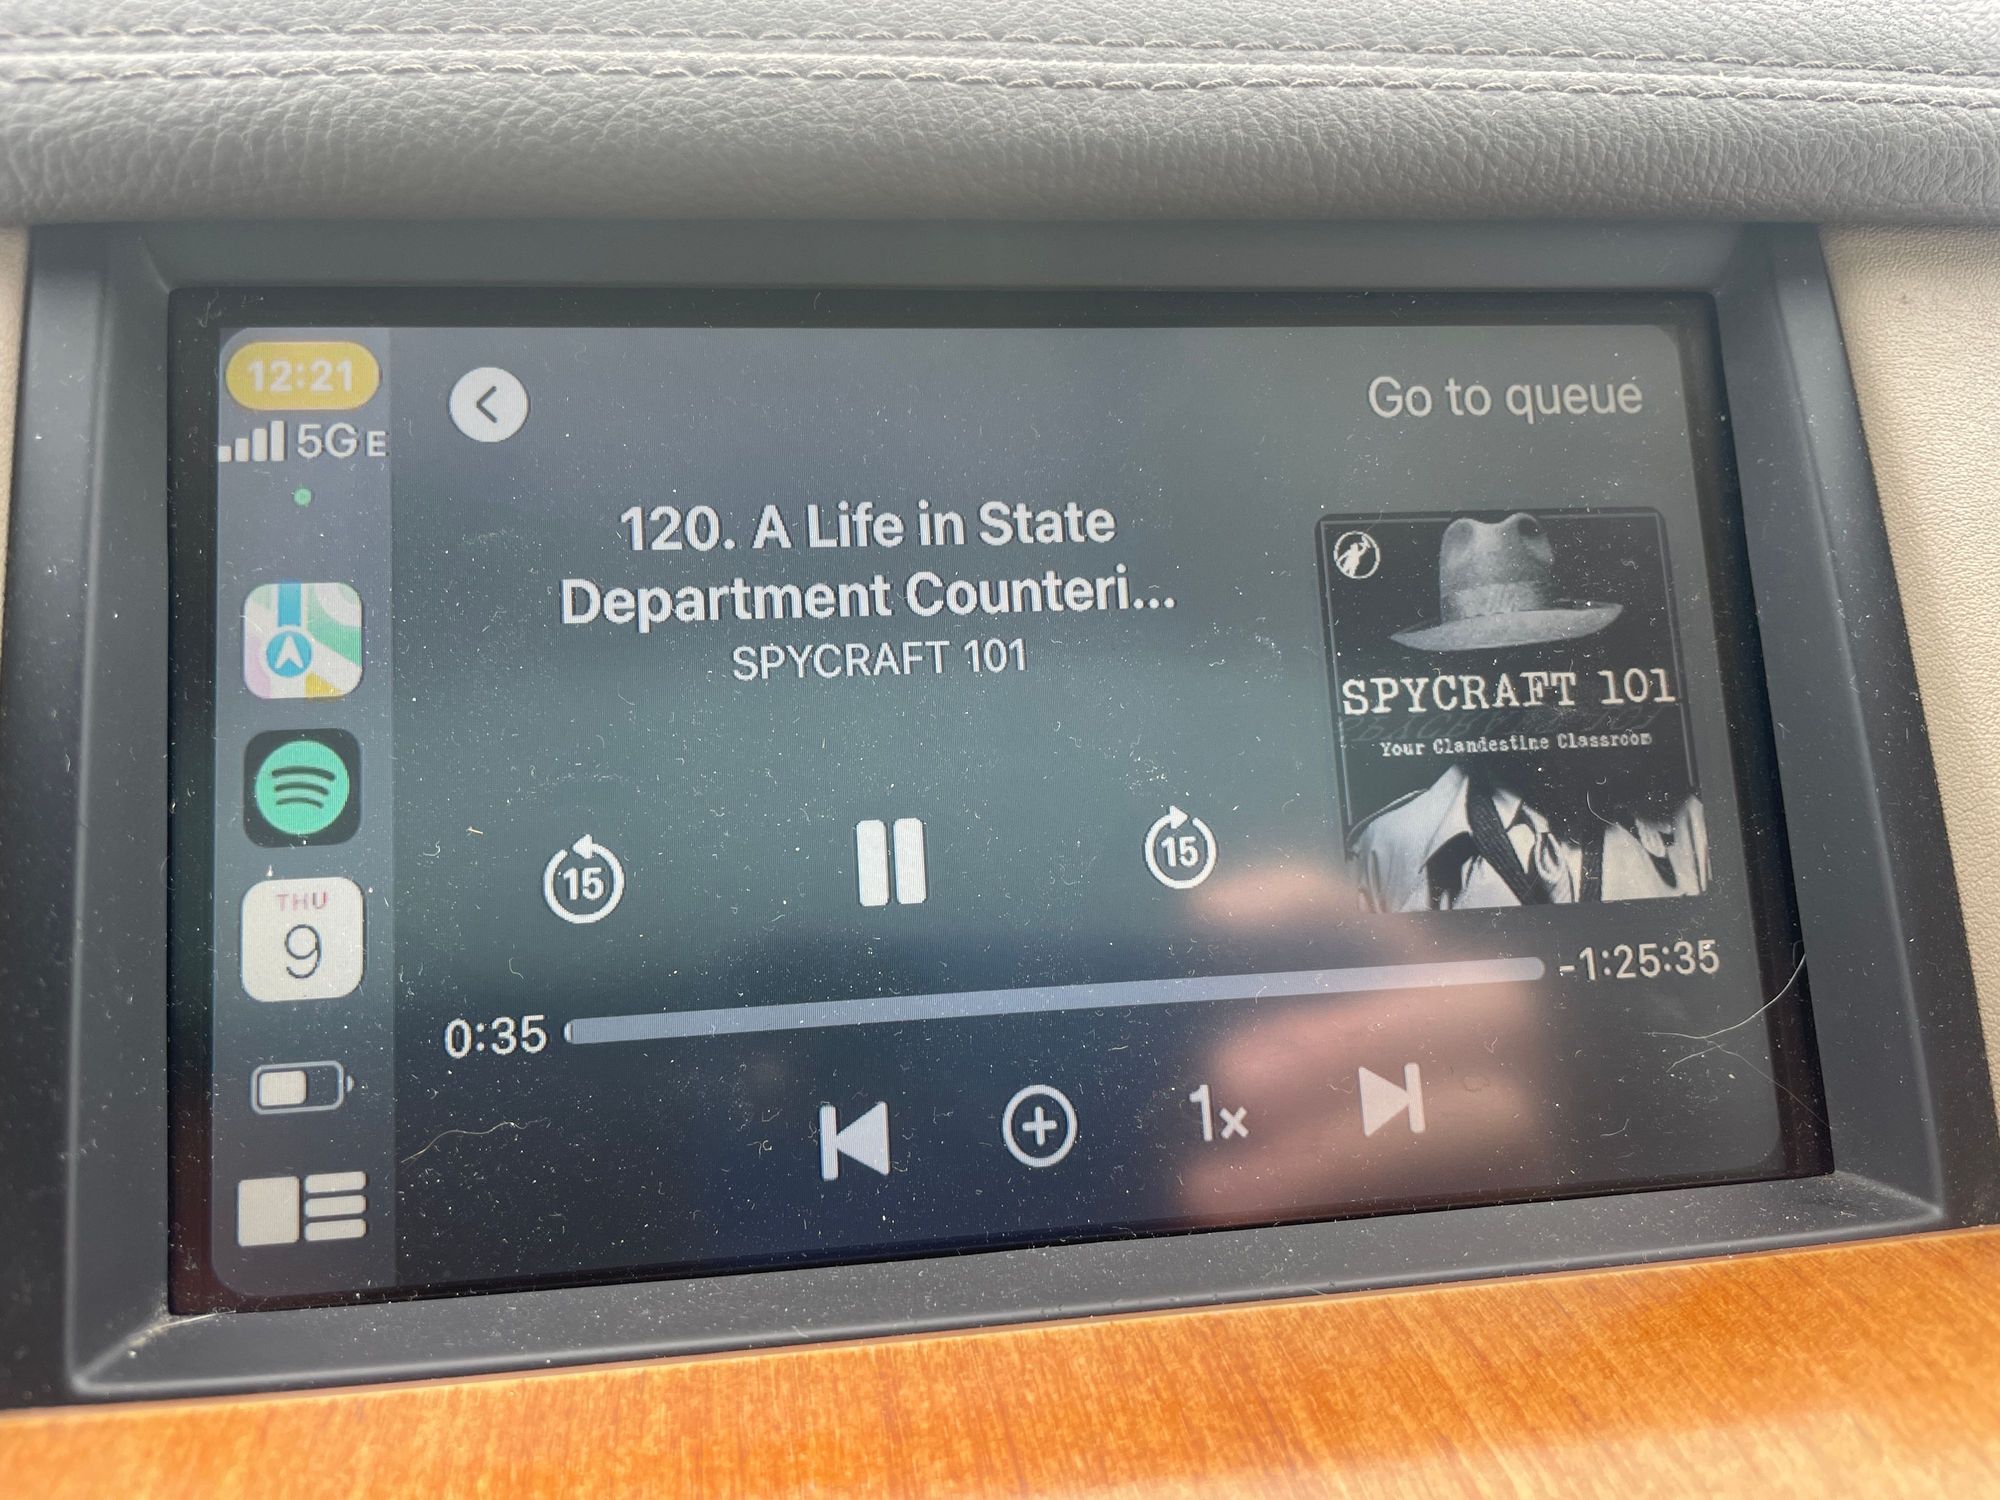 12:21
5G E
Go to queue
120. A Life in State
Department Counteri...
SPYCRAFT 101
SPYCRAFT 101
Your Clandestine Classroom
15
15
THU
9
0:35
-1:25:35
1x